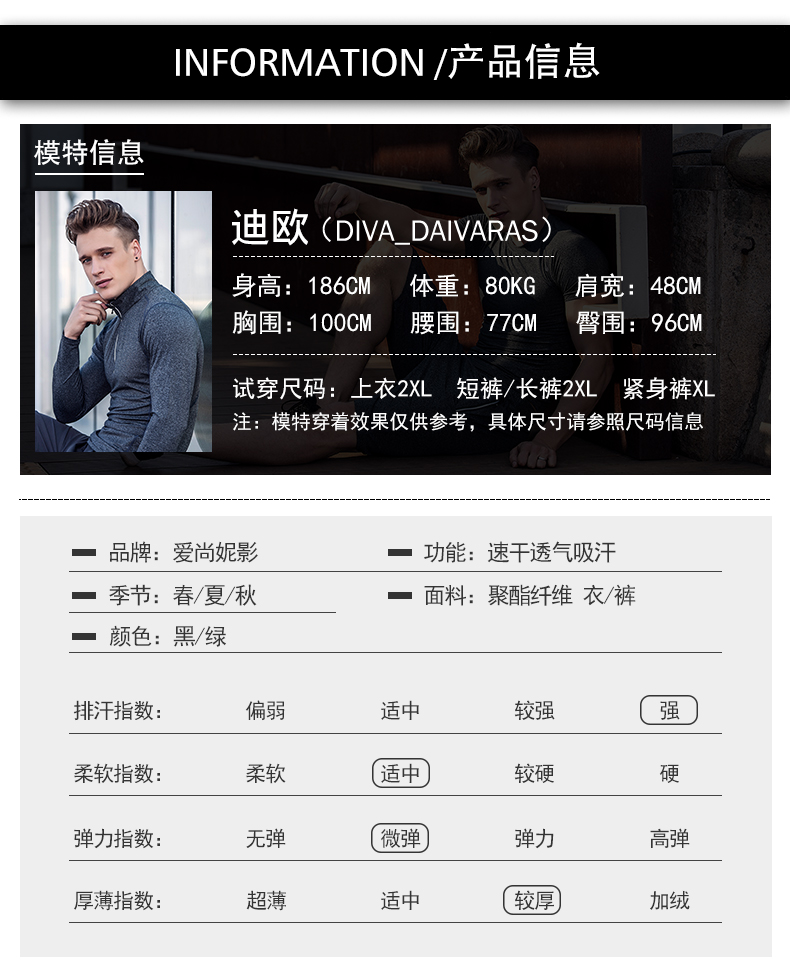 INFORMATION /产品信息
模特信息
迪欧（DIVA_DAIVARAS）
身高：186CM 体重：80KG 肩宽：48CM
胸围：100CM 腰围：77CM 臀围：96CM
试穿尺码：上衣2XL 短裤/长裤2XL 紧身裤XL
注：模特穿着效果仅供参考，具体尺寸请参照尺码信息
品牌：爱尚妮影 功能：速干透气吸汗
季节：春/夏/秋 面料：聚酯纤维 衣/裤
颜色：黑/绿
排汗指数： 偏弱 适中 较强 强
柔软指数： 柔软 适中 较硬 硬
弹力指数： 无弹 微弹 弹力 高弹
厚薄指数： 超薄 适中 较厚 加绒